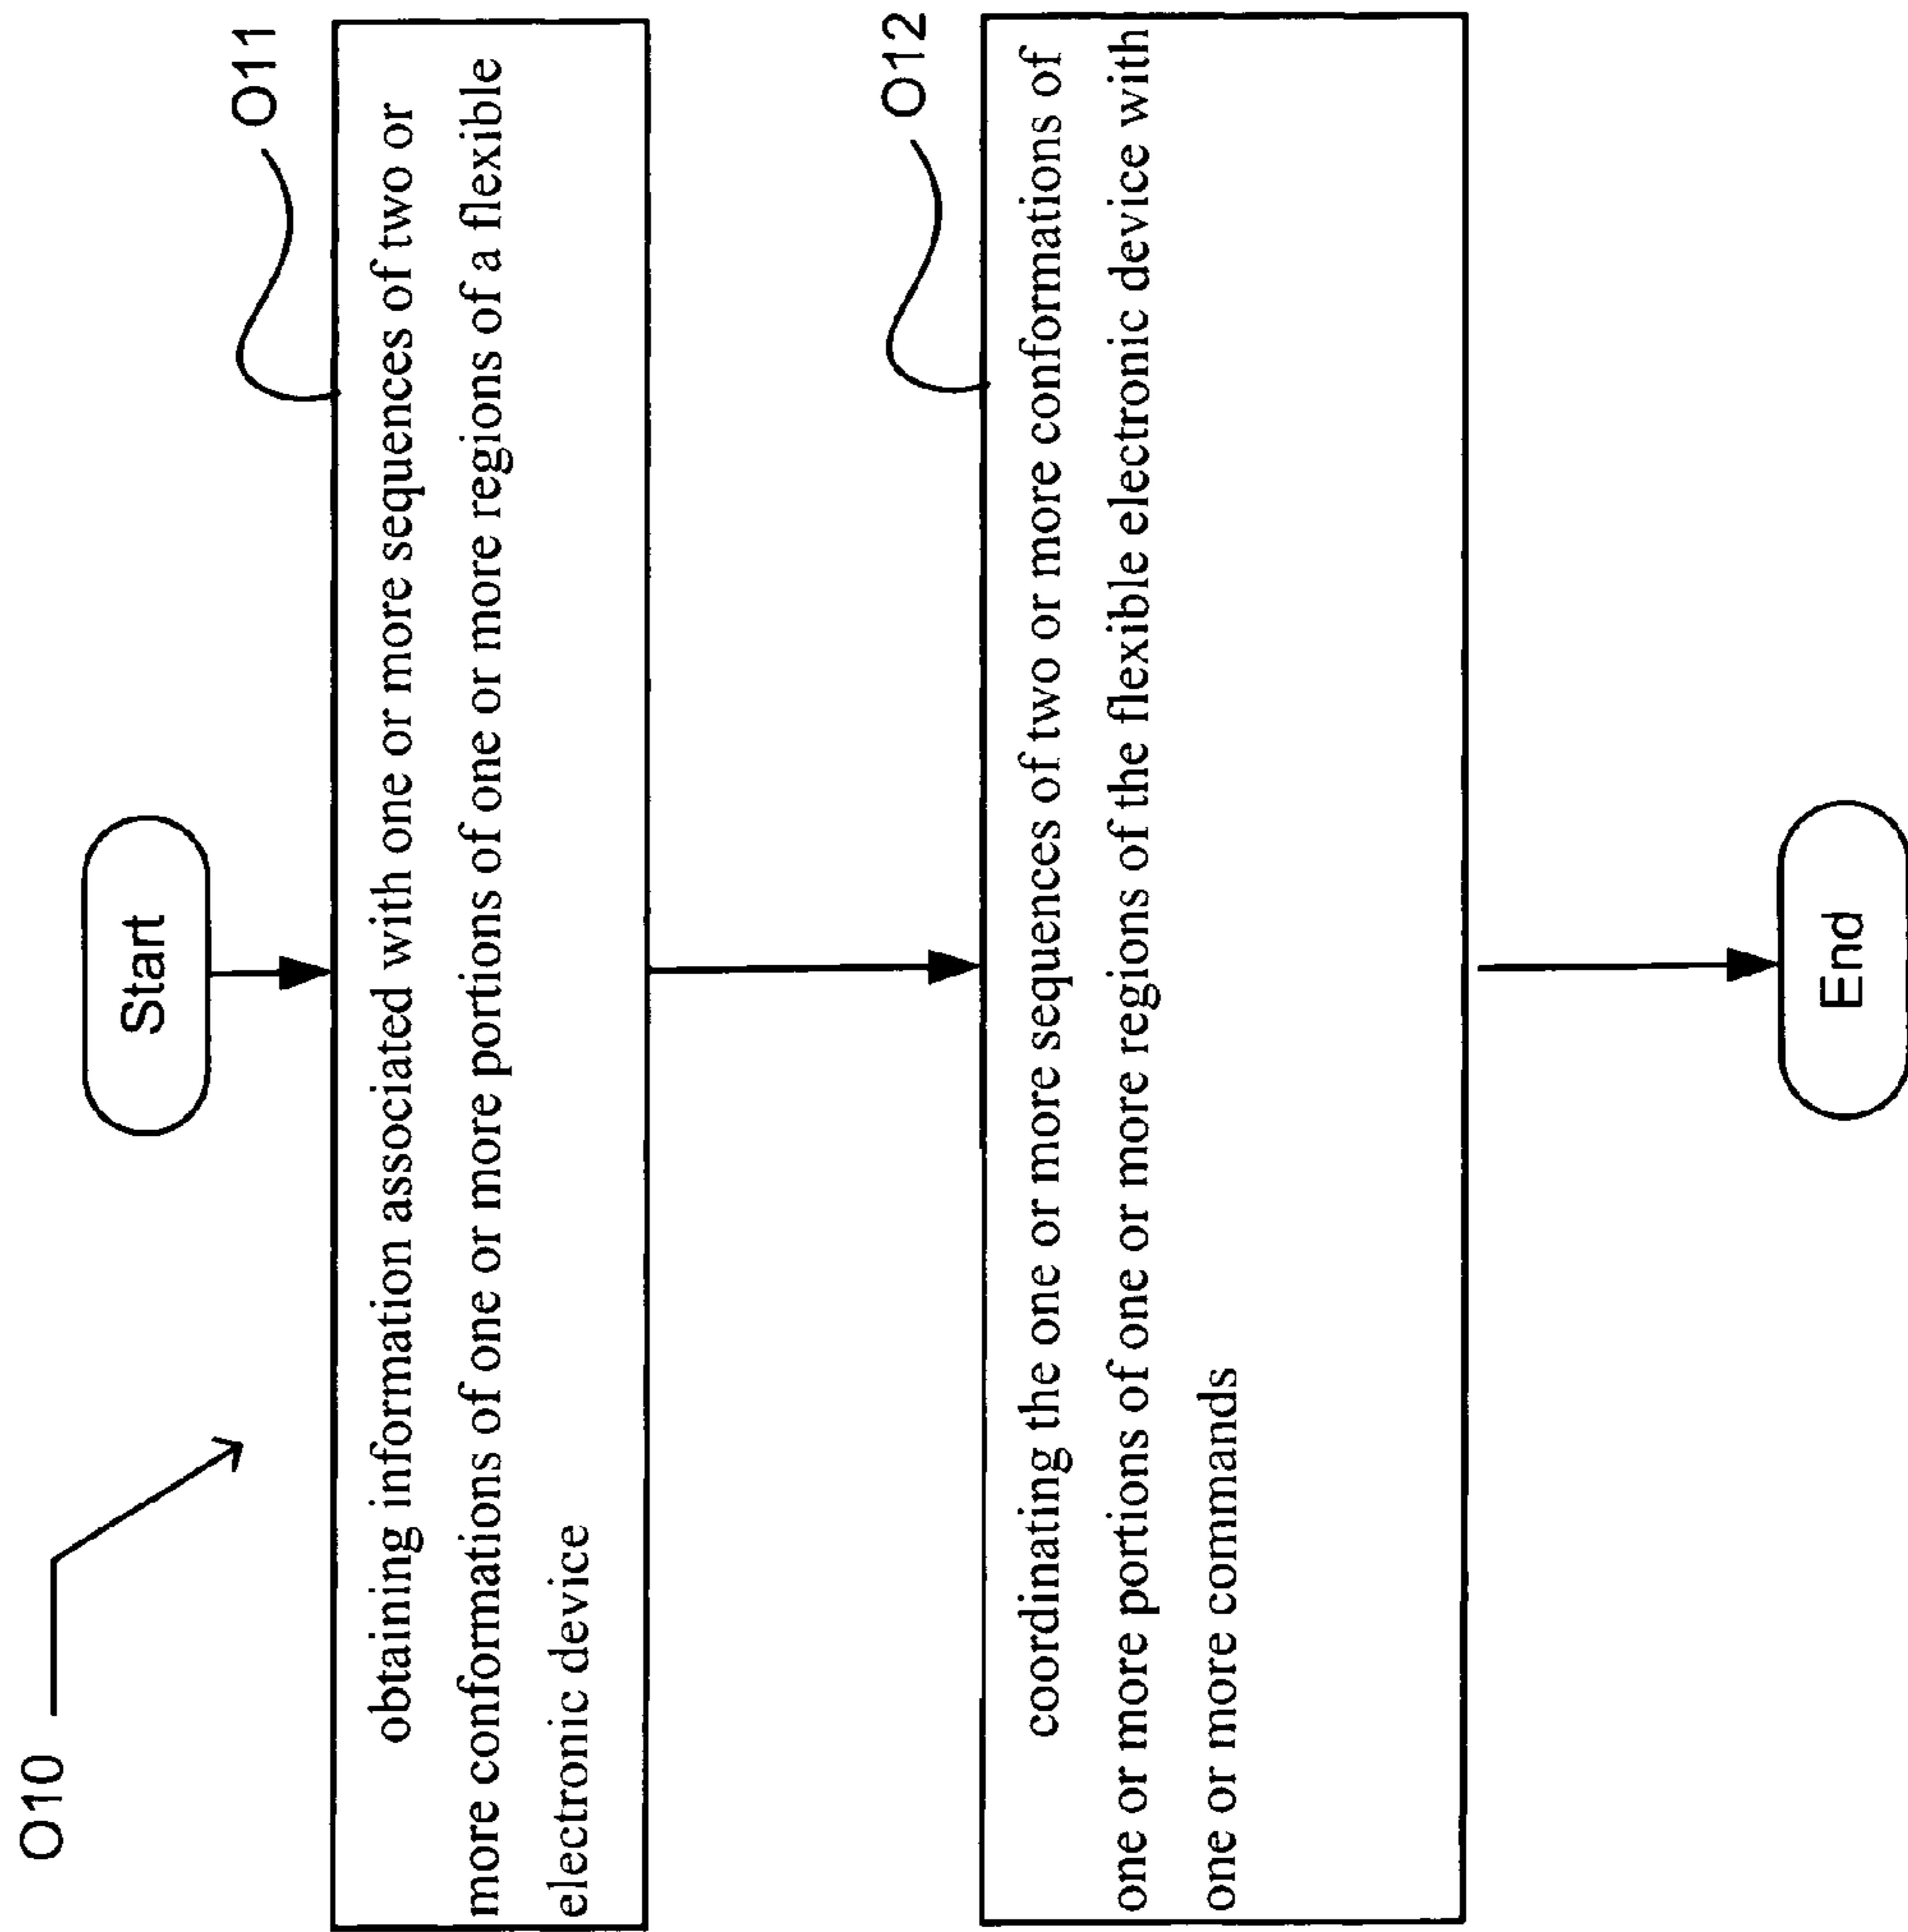 O10
Start
O11
obtaining information associated with one or more sequences of two or
more conformations of one or more portions of one or more regions of a flexible
electronic device
O12
coordinating the one or more sequences of two or more conformations of
one or more portions of one or more regions of the flexible electronic device with
one or more commands
End